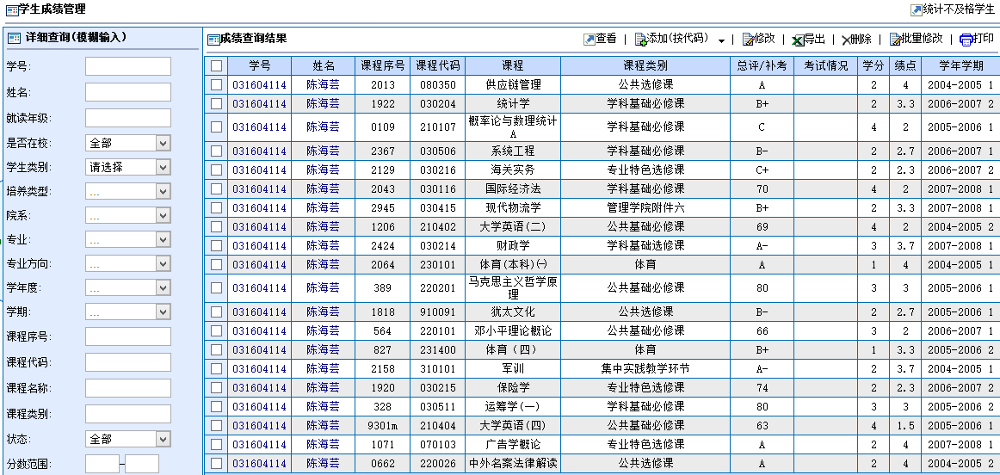 学生成绩管理
统计不及格学生
详细查询(模糊输入)
学号:
姓名:
就读年级:
是否在校: 全部
学生类别: 请选择
培养类型: ...
院系: ...
专业: ...
专业方向: ...
学年度: ...
学期: ...
课程序号:
课程代码:
课程名称:
课程类别:
状态: 全部
分数范围: -
成绩查询结果
查看 | 添加(按代码) | 修改 | 导出 | 删除 | 批量修改 | 打印
学号 姓名 课程序号 课程代码 课程 课程类别 总评/补考 考试情况 学分 绩点 学年学期
031604114 陈海芸 2013 080350 供应链管理 公共选修课 A 2 4 2004-2005 1
031604114 陈海芸 1922 030204 统计学 学科基础必修课 B+ 2 3.3 2006-2007 2
031604114 陈海芸 0109 210107 概率论与数理统计A 学科基础必修课 C 4 2 2005-2006 1
031604114 陈海芸 2367 030506 系统工程 学科基础必修课 B- 2 2.7 2006-2007 1
031604114 陈海芸 2129 030216 海关实务 专业特色选修课 C+ 2 2.3 2006-2007 2
031604114 陈海芸 2043 030116 国际经济法 学科基础必修课 70 4 2 2007-2008 1
031604114 陈海芸 2945 030415 现代物流学 管理学院附件六 B+ 2 3.3 2007-2008 1
031604114 陈海芸 1206 210402 大学英语(二) 公共基础必修课 69 4 2 2004-2005 2
031604114 陈海芸 2424 030214 财政学 学科基础选修课 A- 3 3.7 2007-2008 1
031604114 陈海芸 2064 230101 体育(本科)㈠ 体育 A 1 4 2004-2005 1
031604114 陈海芸 389 220201 马克思主义哲学原理 公共基础必修课 80 3 3 2005-2006 1
031604114 陈海芸 1818 910091 犹太文化 公共选修课 B- 2 2.7 2005-2006 1
031604114 陈海芸 564 220101 邓小平理论概论 公共基础必修课 66 3 2 2006-2007 1
031604114 陈海芸 827 231400 体育（四） 体育 B+ 1 3.3 2005-2006 2
031604114 陈海芸 2158 310101 军训 集中实践教学环节 A- 2 3.7 2004-2005 1
031604114 陈海芸 1920 030215 保险学 专业特色选修课 74 2 2.3 2006-2007 2
031604114 陈海芸 328 030511 运筹学(一) 学科基础必修课 80 3 3 2005-2006 2
031604114 陈海芸 9301m 210404 大学英语(四) 公共基础必修课 63 4 1.5 2005-2006 1
031604114 陈海芸 1071 070103 广告学概论 专业特色选修课 A 2 4 2007-2008 1
031604114 陈海芸 0662 220026 中外名案法律解读 公共选修课 A 2 4 2004-2005 2